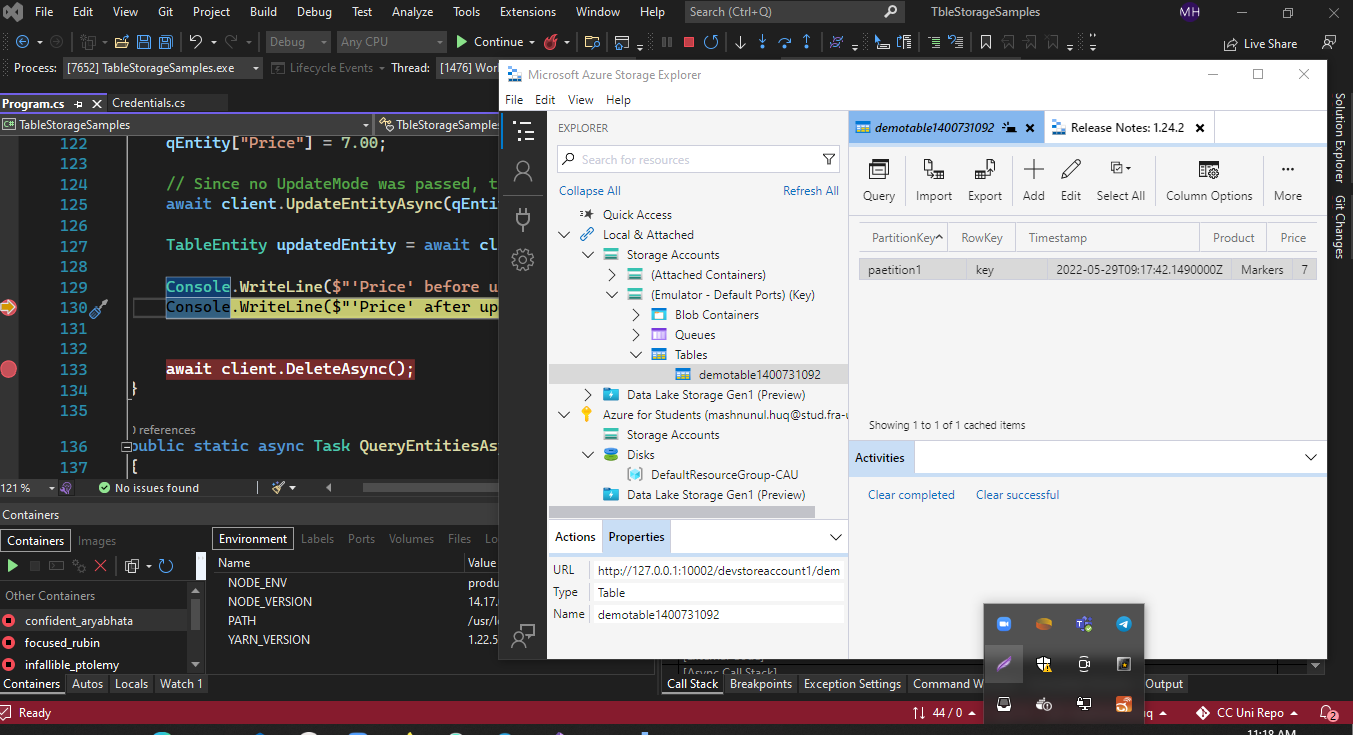 File Edit View Git Project Build Debug Test Analyze Tools Extensions Window Help Search (Ctrl+Q) TbleStorageSamples MH
Debug Any CPU Continue Live Share
Process: [7652] TableStorageSamples.exe Lifecycle Events Thread: [1476]
Program.cs Credentials.cs
TableStorageSamples TbleStorageSamples
122 qEntity["Price"] = 7.00;
123
124 // Since no UpdateMode was passed, t
125 await client.UpdateEntityAsync(qEnti
126
127 TableEntity updatedEntity = await cl
128
129 Console.WriteLine($"'Price' before u
130 Console.WriteLine($"'Price' after up
131
132
133 await client.DeleteAsync();
134 }
135
0 references
136 public static async Task QueryEntitiesAs
137 {
121 % No issues found
Containers
Containers Images
Other Containers
confident_aryabhata
focused_rubin
infallible_ptolemy
Environment Labels Ports Volumes Files Lo
Name Value
NODE_ENV produ
NODE_VERSION 14.17.
PATH /usr/l
YARN_VERSION 1.22.5
Containers Autos Locals Watch 1
Call Stack Breakpoints Exception Settings Command W Output
[Async Call Stack]
Ready 44 / 0 CC Uni Repo 2
11:18 AM
Solution Explorer
Git Changes
Microsoft Azure Storage Explorer
File Edit View Help
EXPLORER
Search for resources
Collapse All Refresh All
Quick Access
Local & Attached
Storage Accounts
(Attached Containers)
(Emulator - Default Ports) (Key)
Blob Containers
Queues
Tables
demotable1400731092
Data Lake Storage Gen1 (Preview)
Azure for Students (mashnunul.huq@stud.fra-u
Storage Accounts
Disks
DefaultResourceGroup-CAU
Data Lake Storage Gen1 (Preview)
Actions Properties
URL http://127.0.0.1:10002/devstoreaccount1/dem
Type Table
Name demotable1400731092
demotable1400731092 Release Notes: 1.24.2
Query Import Export Add Edit Select All Column Options More
PartitionKey RowKey Timestamp Product Price
paetition1 key 2022-05-29T09:17:42.1490000Z Markers 7
Showing 1 to 1 of 1 cached items
Activities
Clear completed Clear successful